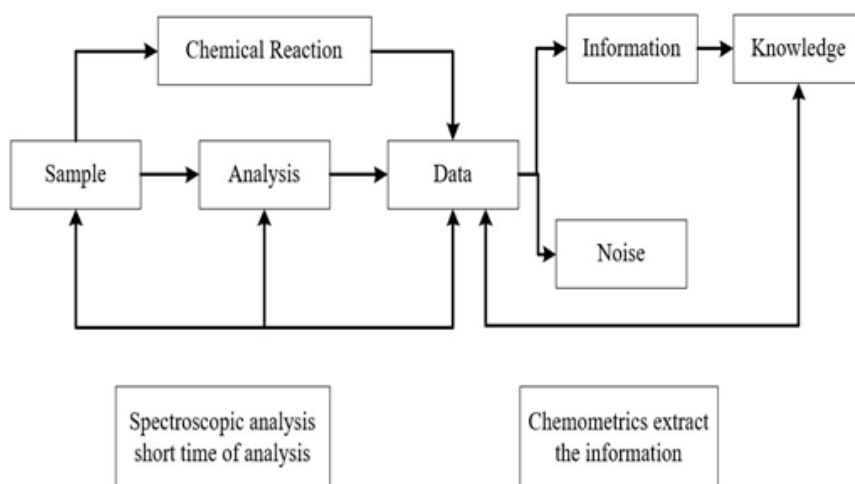 Chemical Reaction
Information
Knowledge
Sample
Analysis
Data
Noise
Spectroscopic analysis
short time of analysis
Chemometrics extract
the information